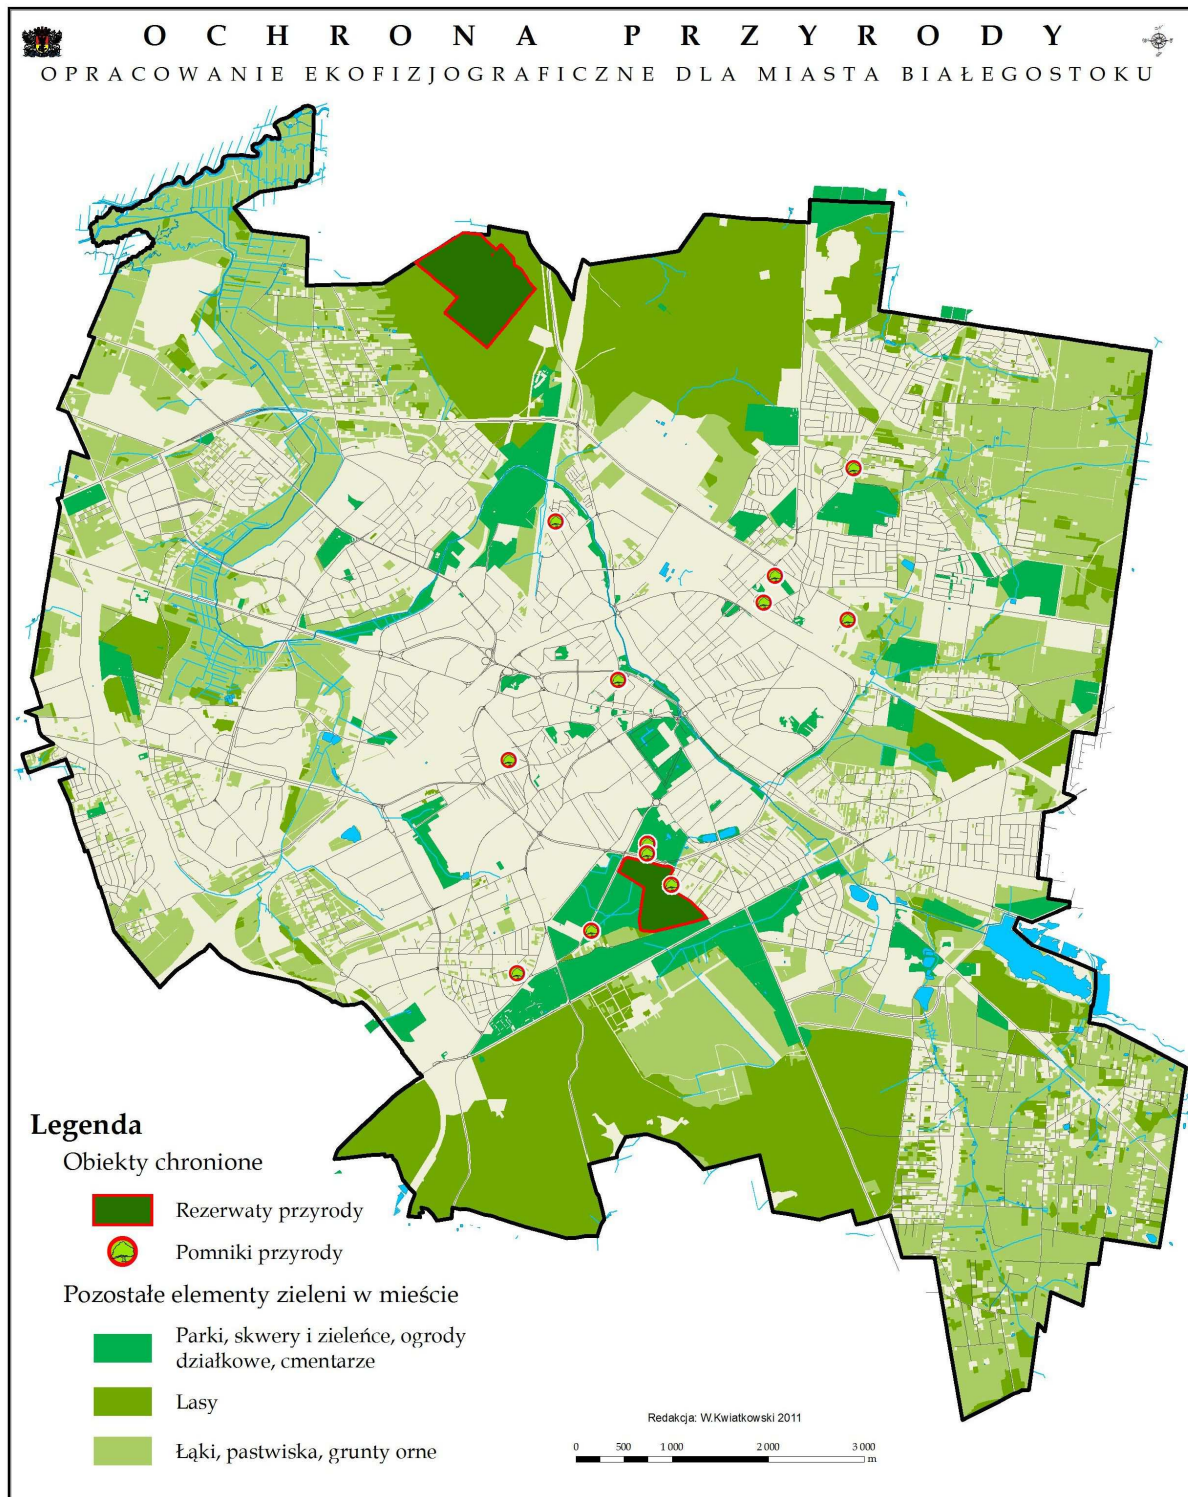 OCHRONA PRZYRODY
OPRACOWANIE EKOFIZJOGRAFICZNE DLA MIASTA BIAŁEGOSTOKU
Legenda
Obiekty chronione
Rezerwaty przyrody
Pomniki przyrody
Pozostałe elementy zieleni w mieście
Parki, skwery i zieleńce, ogrody
działkowe, cmentarze
Lasy
Łąki, pastwiska, grunty orne
Redakcja: W.Kwiatkowski 2011
0 500 1 000 2 000 3 000
m